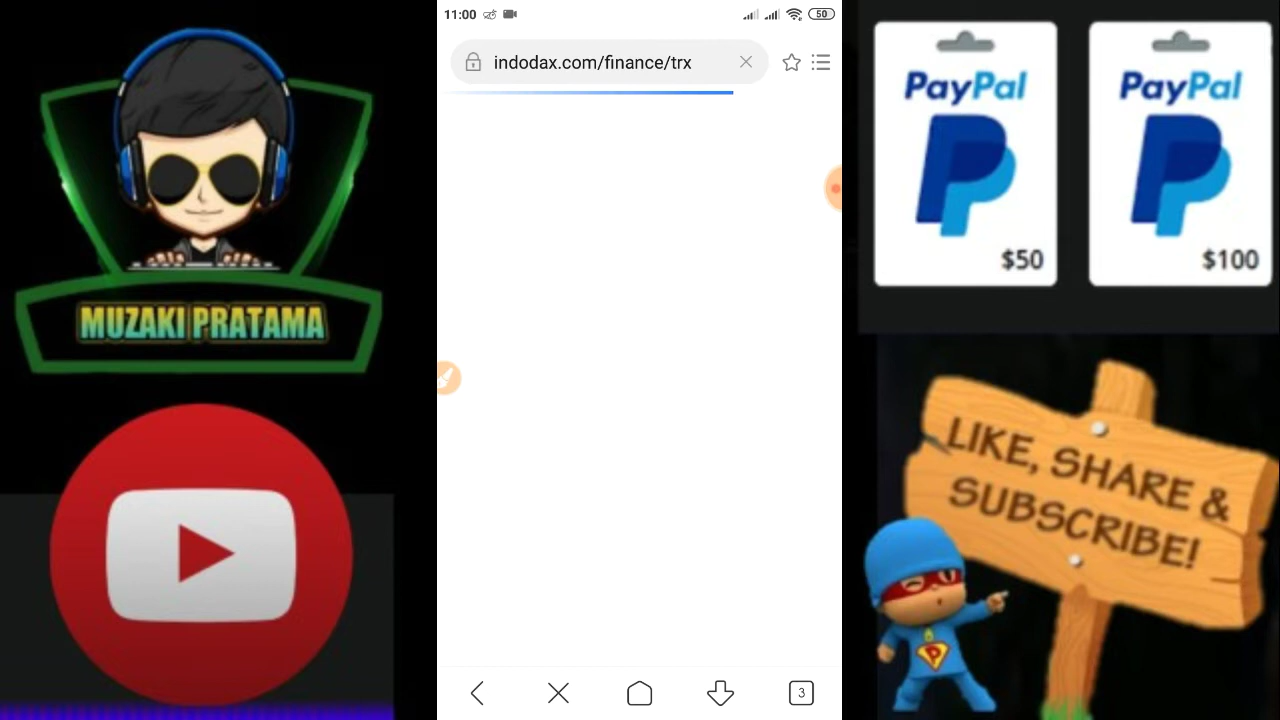 MUZAKI PRATAMA
11:00
50
indodax.com/finance/trx
3
PayPal
$50
PayPal
$100
LIKE, SHARE &
SUBSCRIBE!
P